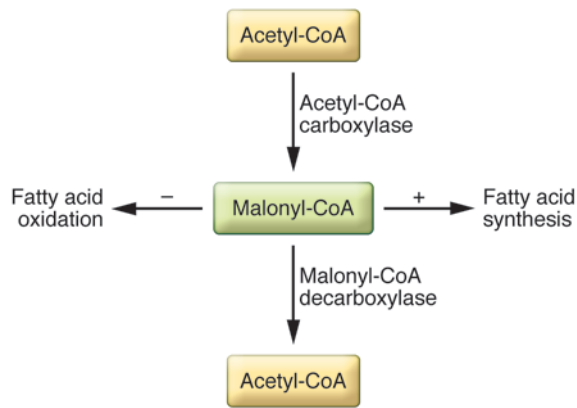 Acetyl-CoA
Acetyl-CoA
carboxylase
Fatty acid
oxidation
–
Malonyl-CoA
+
Fatty acid
synthesis
Malonyl-CoA
decarboxylase
Acetyl-CoA